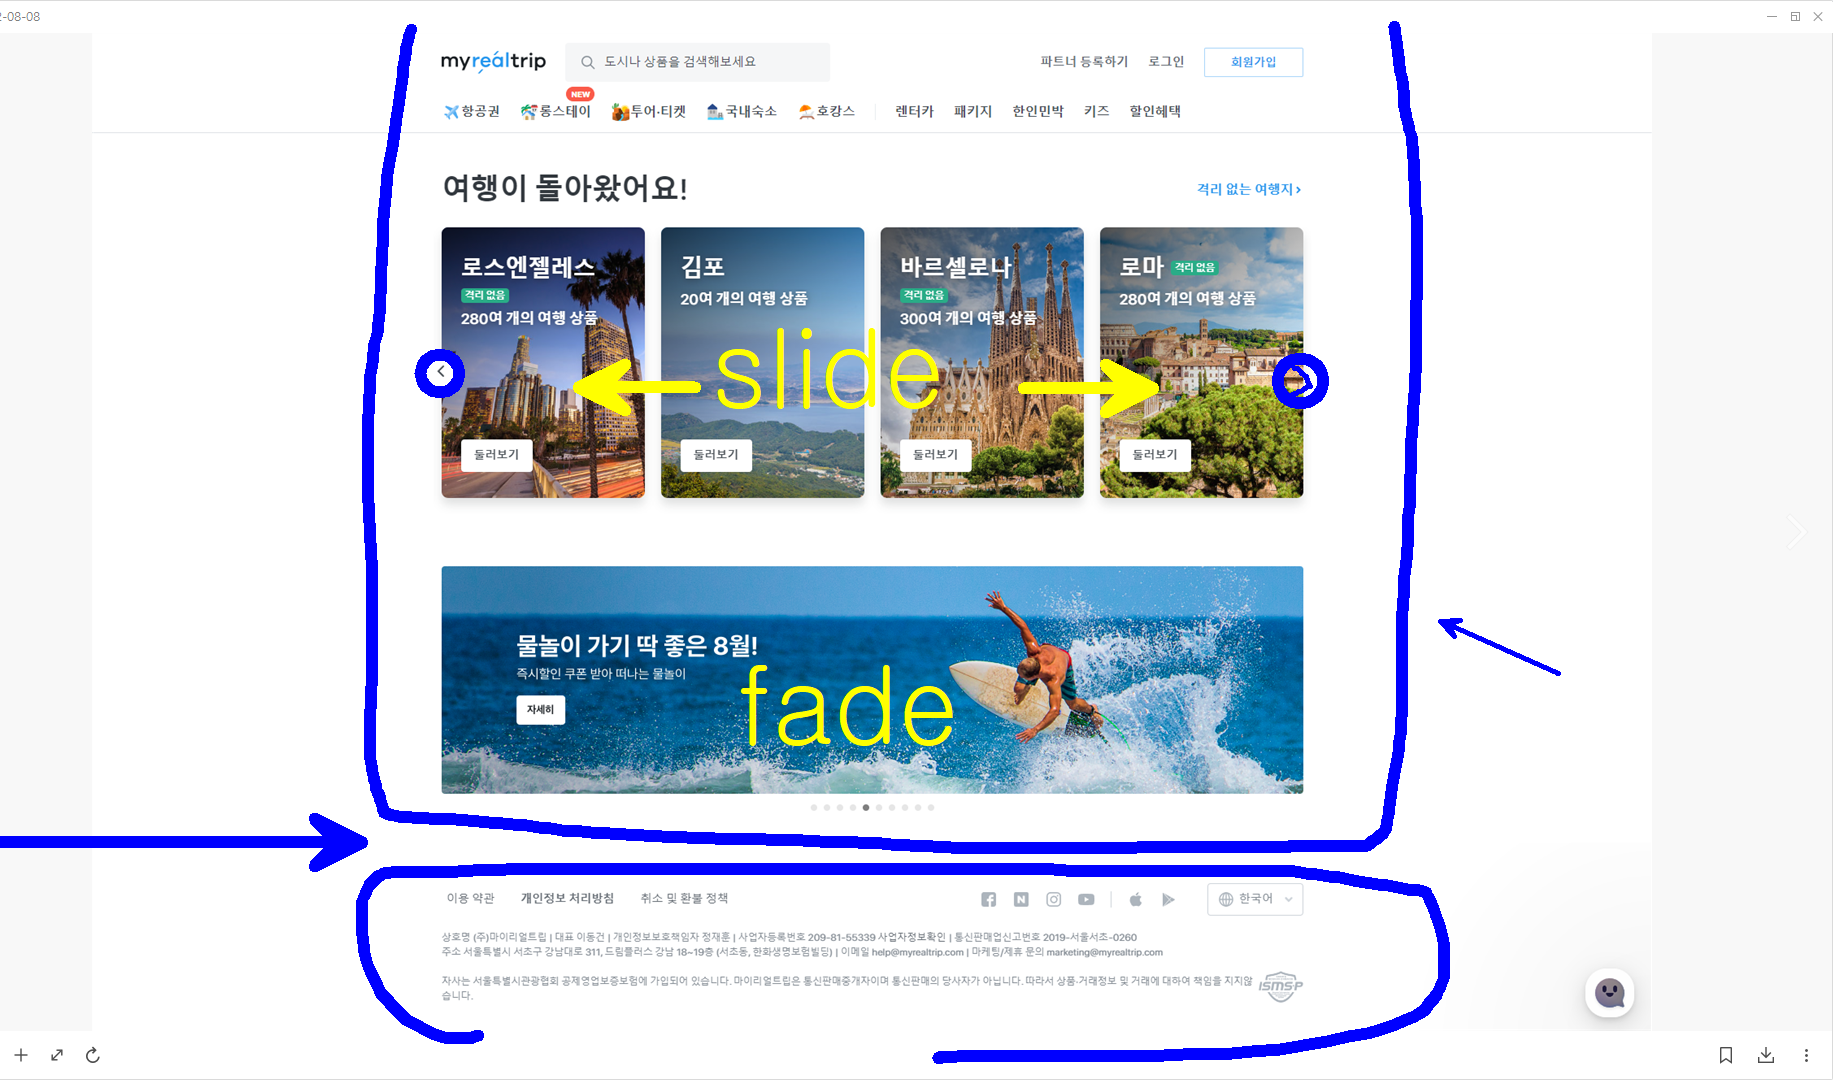 2-08-08
myrealtrip
도시나 상품을 검색해보세요
파트너 등록하기
로그인
회원가입
NEW
항공권
롱스테이
투어·티켓
국내숙소
호캉스
렌터카
패키지
한인민박
키즈
할인혜택
여행이 돌아왔어요!
격리 없는 여행지 ›
로스엔젤레스
격리 없음
280여 개의 여행 상품
둘러보기
김포
20여 개의 여행 상품
둘러보기
바르셀로나
격리 없음
300여 개의 여행 상품
둘러보기
로마 격리 없음
280여 개의 여행 상품
둘러보기
slide
물놀이 가기 딱 좋은 8월!
즉시할인 쿠폰 받아 떠나는 물놀이
자세히
fade
이용 약관
개인정보 처리방침
취소 및 환불 정책
한국어
상호명 (주)마이리얼트립 | 대표 이동건 | 개인정보보호책임자 정재훈 | 사업자등록번호 209-81-55339 사업자정보확인 | 통신판매업신고번호 2019-서울서초-0260
주소 서울특별시 서초구 강남대로 311, 드림플러스 강남 18~19층 (서초동, 한화생명보험빌딩) | 이메일 help@myrealtrip.com | 마케팅/제휴 문의 marketing@myrealtrip.com
자사는 서울특별시관광협회 공제영업보증보험에 가입되어 있습니다. 마이리얼트립은 통신판매중개자이며 통신판매의 당사자가 아닙니다. 따라서 상품·거래정보 및 거래에 대하여 책임을 지지않
습니다.
ISMS-P